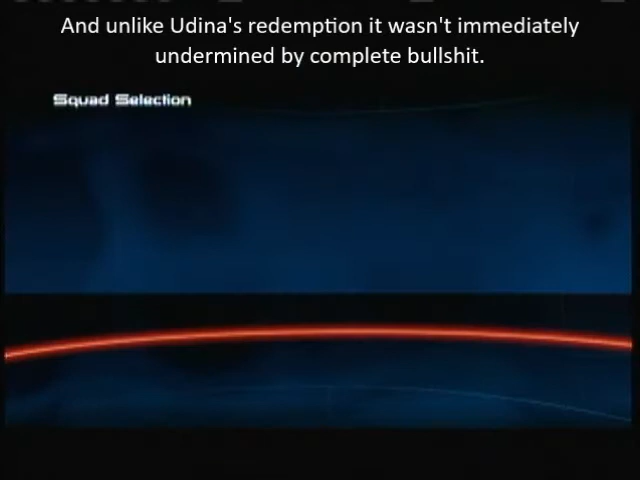 And unlike Udina's redemption it wasn't immediately
undermined by complete bullshit.
Squad Selection